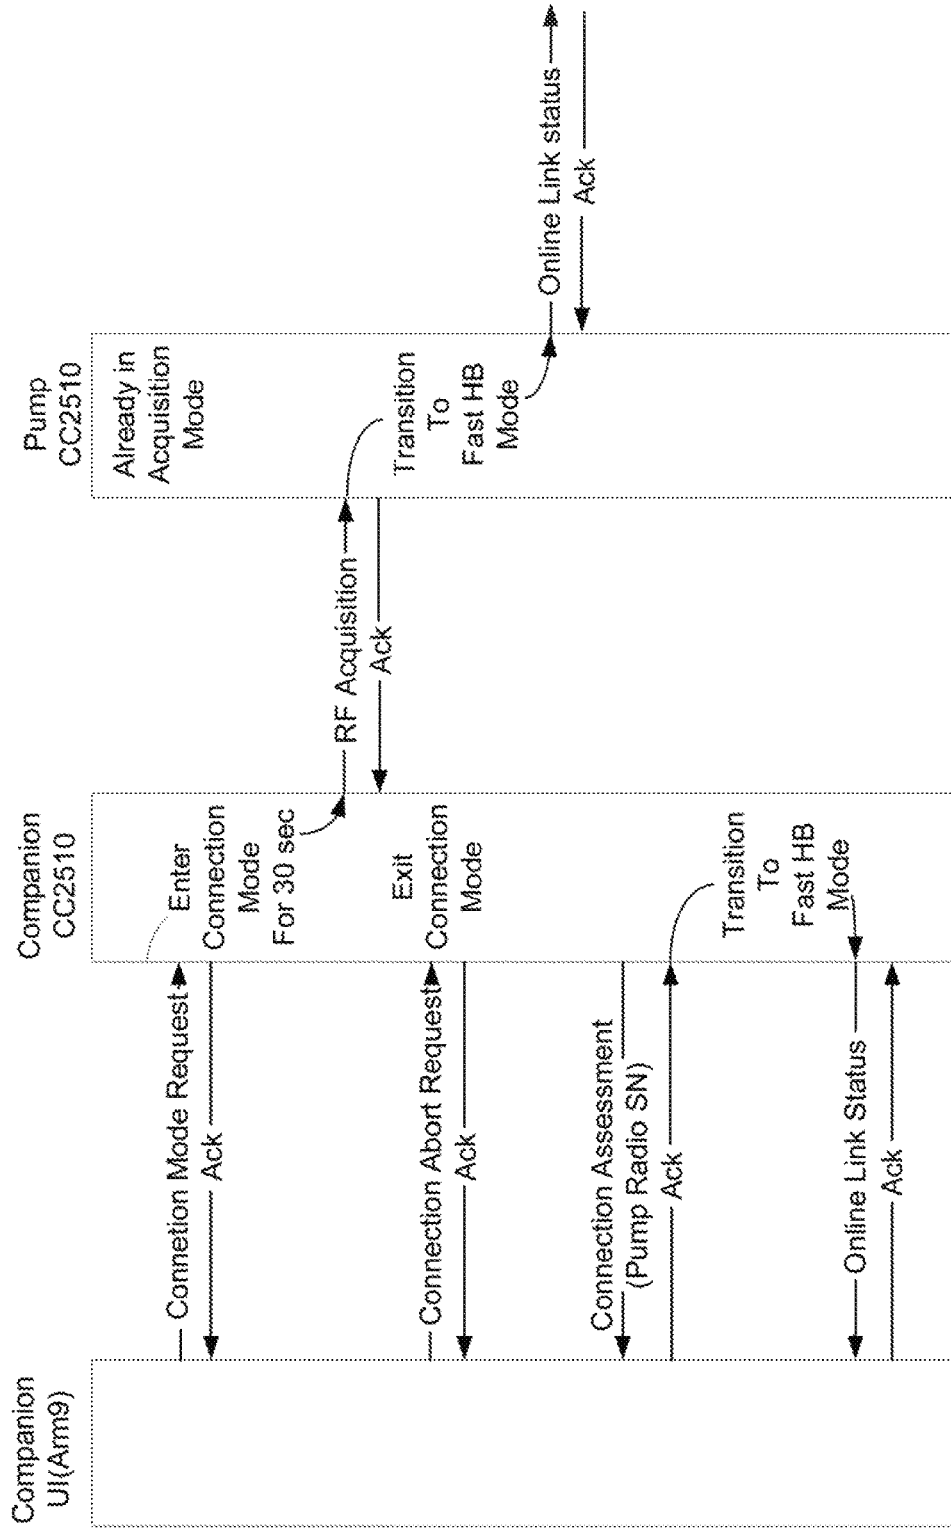 Companion
UI(Arm9)
Companion
CC2510
Pump
CC2510
Connetion Mode Request
Ack
Enter
Connection
Mode
For 30 sec
Already in
Acquisition
Mode
RF Acquisition
Ack
Connection Abort Request
Ack
Exit
Connection
Mode
Transition
To
Fast HB
Mode
Online Link status
Ack
Connection Assessment
(Pump Radio SN)
Ack
Transition
To
Fast HB
Mode
Online Link Status
Ack